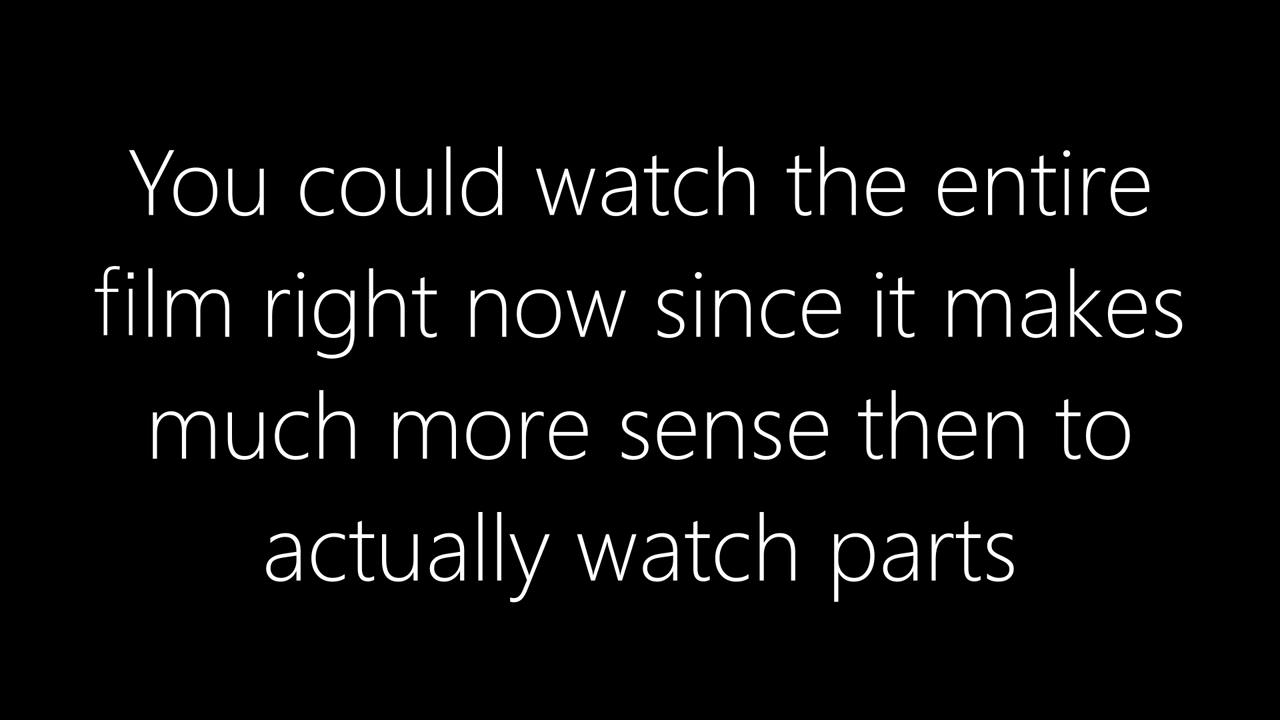 You could watch the entire
film right now since it makes
much more sense then to
actually watch parts